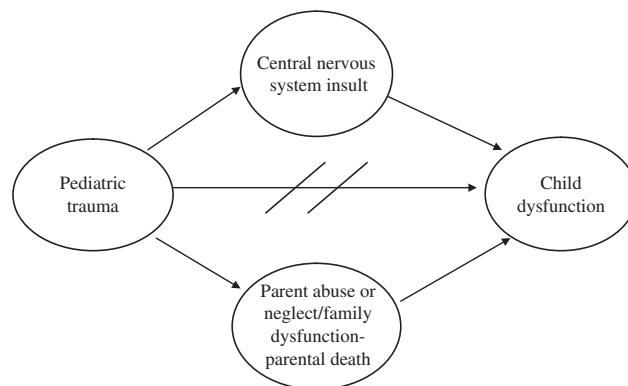 Central nervous
system insult
Pediatric
trauma
Child
dysfunction
Parent abuse or
neglect/family
dysfunction-
parental death